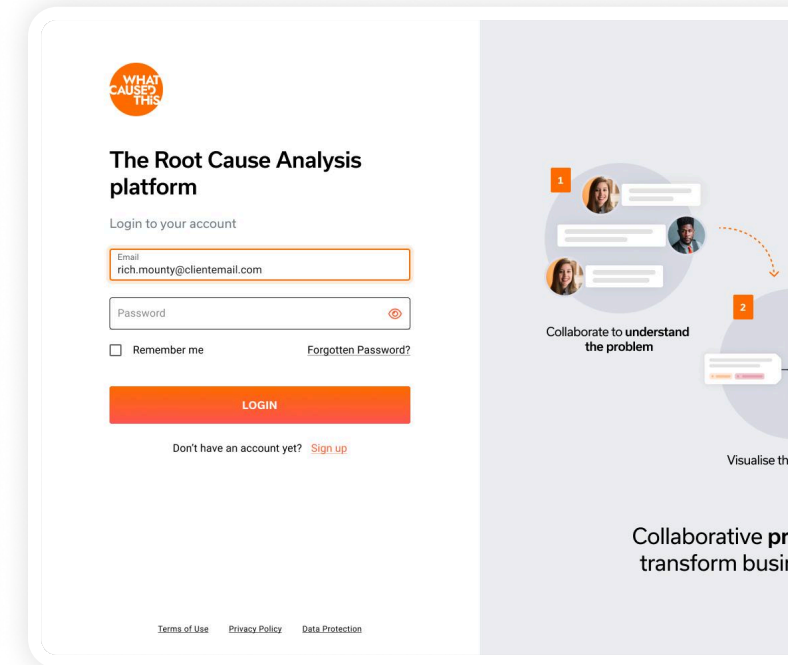 WHAT
CAUSED
THIS
The Root Cause Analysis
platform
Login to your account
Email
rich.mounty@clientemail.com
Password
Remember me
Forgotten Password?
LOGIN
Don't have an account yet? Sign up
Terms of Use Privacy Policy Data Protection
1
Collaborate to understand
the problem
2
Visualise th
Collaborative pr
transform busi